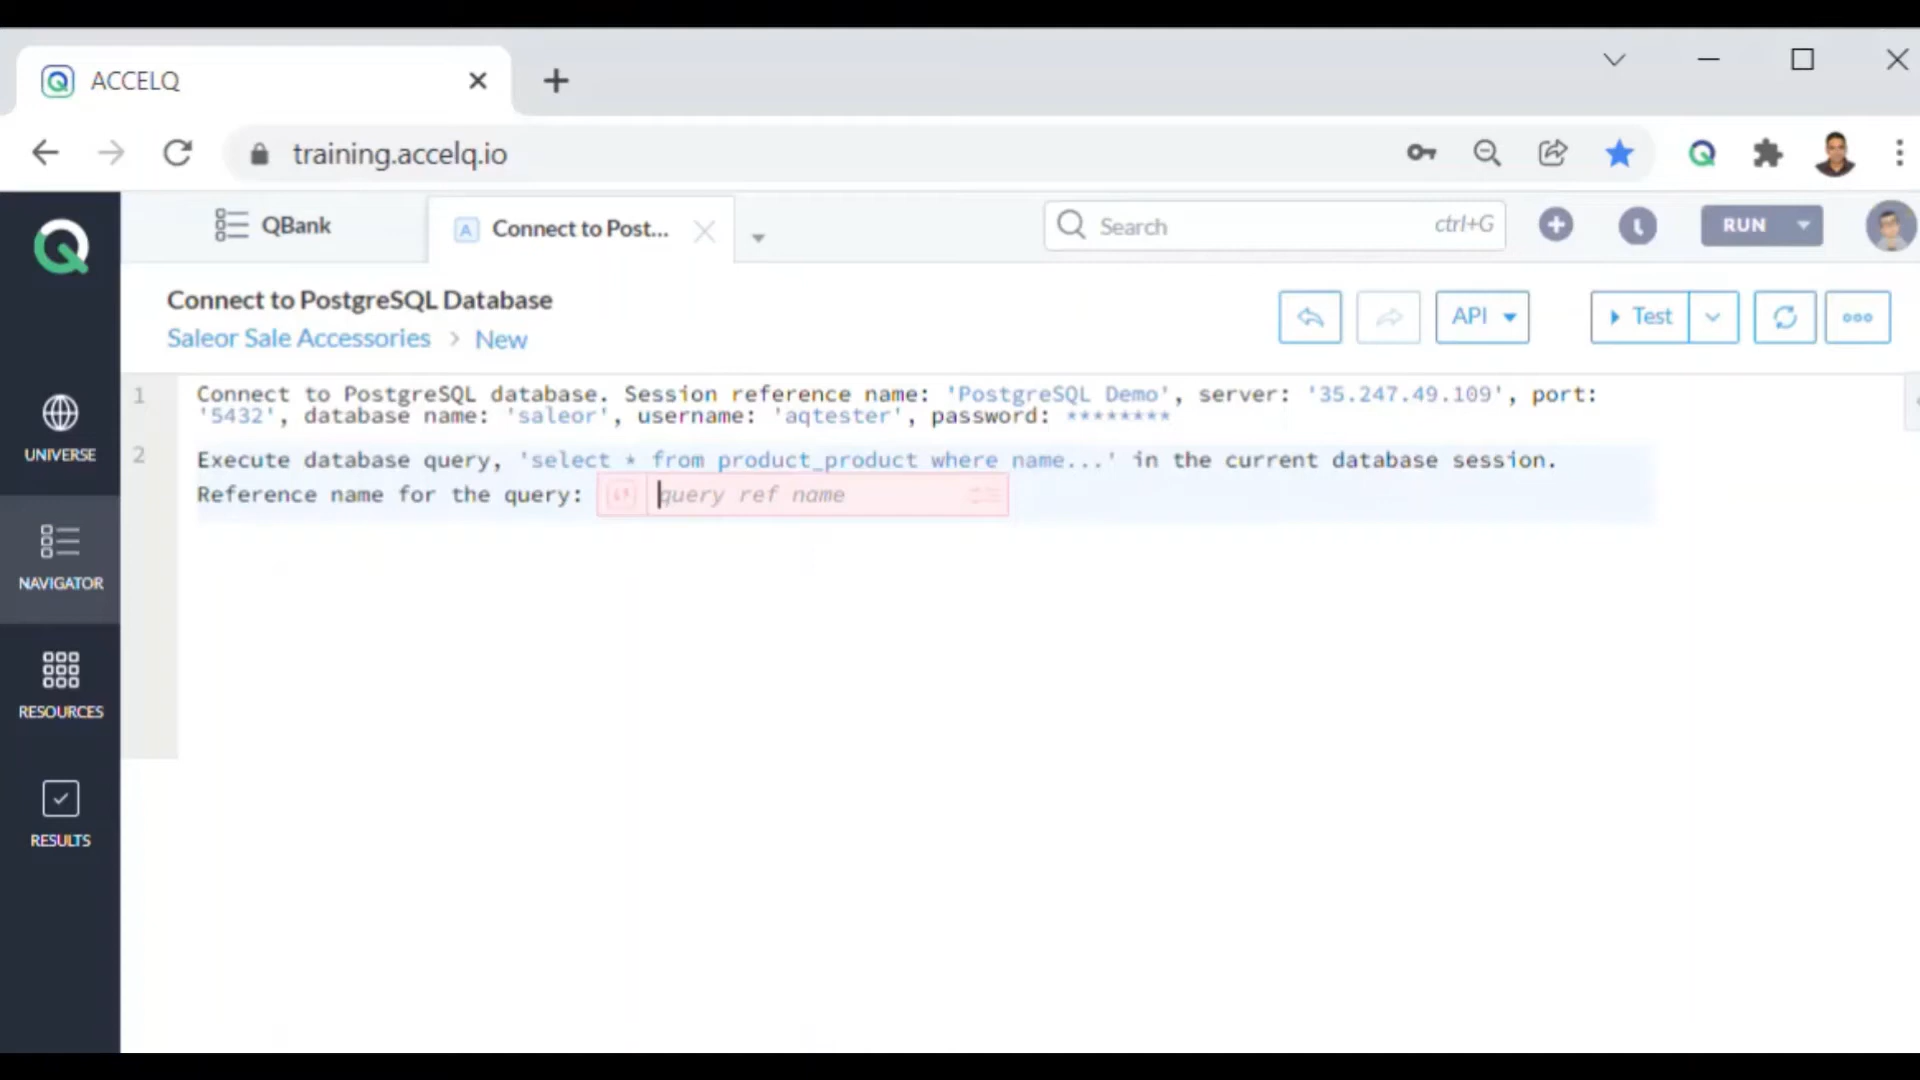 ACCELQ
training.accelq.io
QBank
A Connect to Post...
Search ctrl+G
RUN
Connect to PostgreSQL Database
Saleor Sale Accessories > New
API
Test
UNIVERSE
NAVIGATOR
RESOURCES
RESULTS
1 Connect to PostgreSQL database. Session reference name: 'PostgreSQL Demo', server: '35.247.49.109', port:
'5432', database name: 'saleor', username: 'aqtester', password: ********
2 Execute database query, 'select * from product_product where name...' in the current database session.
Reference name for the query: query ref name